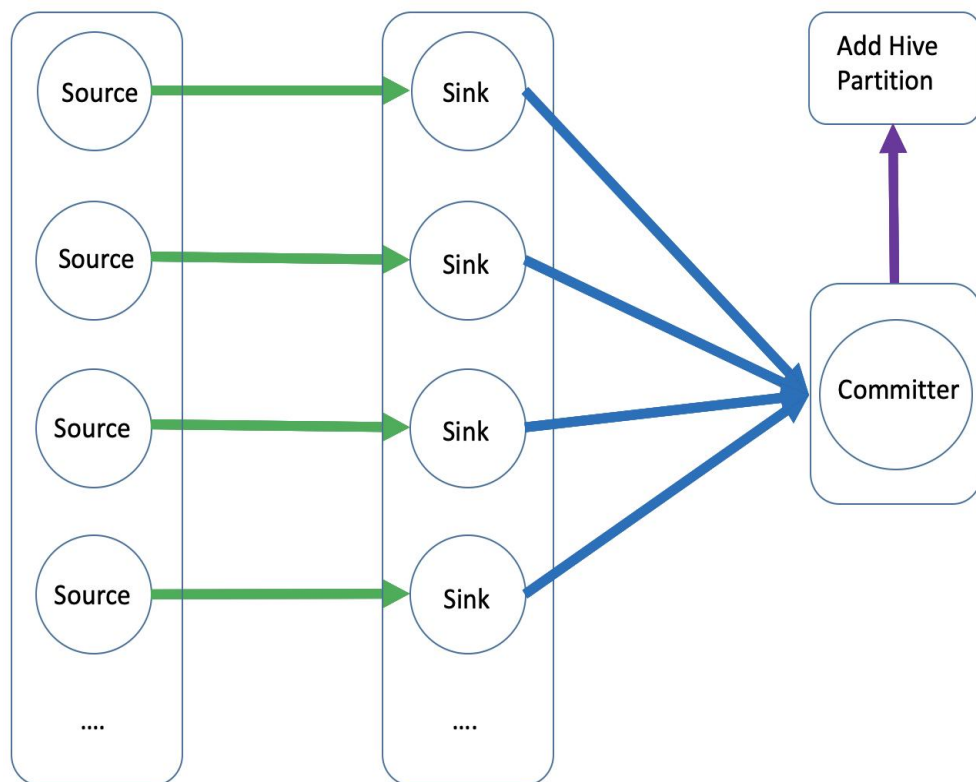 Source
Source
Source
Source
....
Sink
Sink
Sink
Sink
....
Add Hive
Partition
Committer